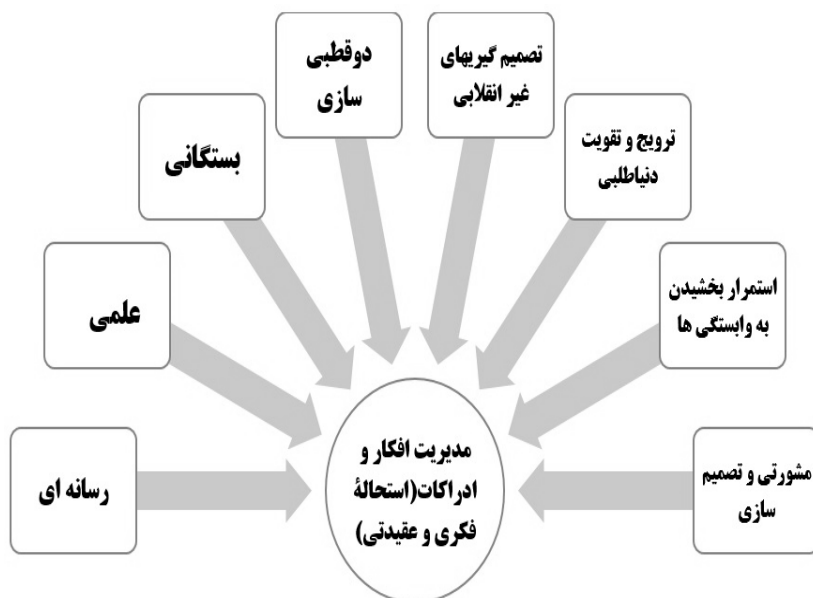 تصمیم گیریهای
غیر انقلابی
دوقطبی
سازی
ترویج و تقویت
دنیاطلبی
بستگانی
استمرار بخشیدن
به وابستگی ها
علمی
مشورتی و تصمیم
سازی
رسانه ای
مدیریت افکار و
ادراکات(استحالهٔ
فکری و عقیدتی)